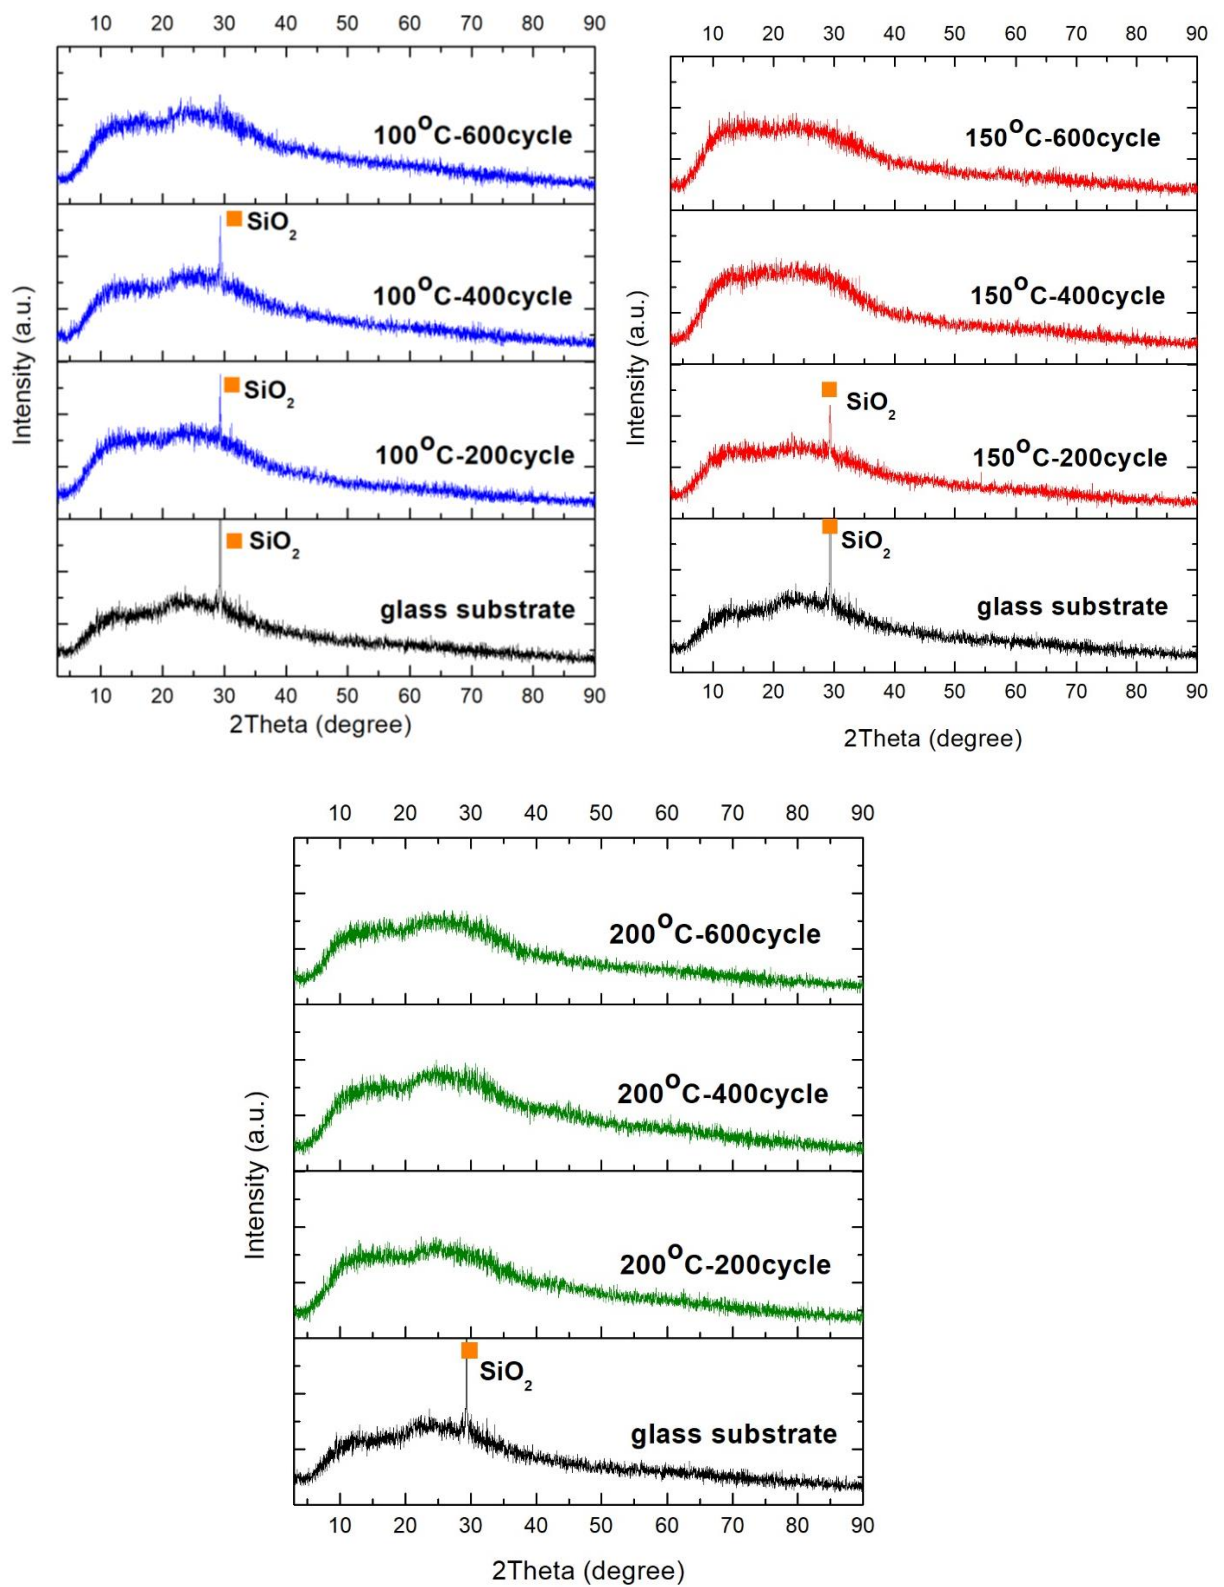 10 20 30 40 50 60 70 80 90
100°C-600cycle
SiO₂
100°C-400cycle
SiO₂
100°C-200cycle
SiO₂
glass substrate
Intensity (a.u.)
10 20 30 40 50 60 70 80 90
2Theta (degree)
10 20 30 40 50 60 70 80 90
150°C-600cycle
150°C-400cycle
SiO₂
150°C-200cycle
SiO₂
glass substrate
Intensity (a.u.)
10 20 30 40 50 60 70 80 90
2Theta (degree)
10 20 30 40 50 60 70 80 90
200°C-600cycle
200°C-400cycle
200°C-200cycle
SiO₂
glass substrate
Intensity (a.u.)
10 20 30 40 50 60 70 80 90
2Theta (degree)